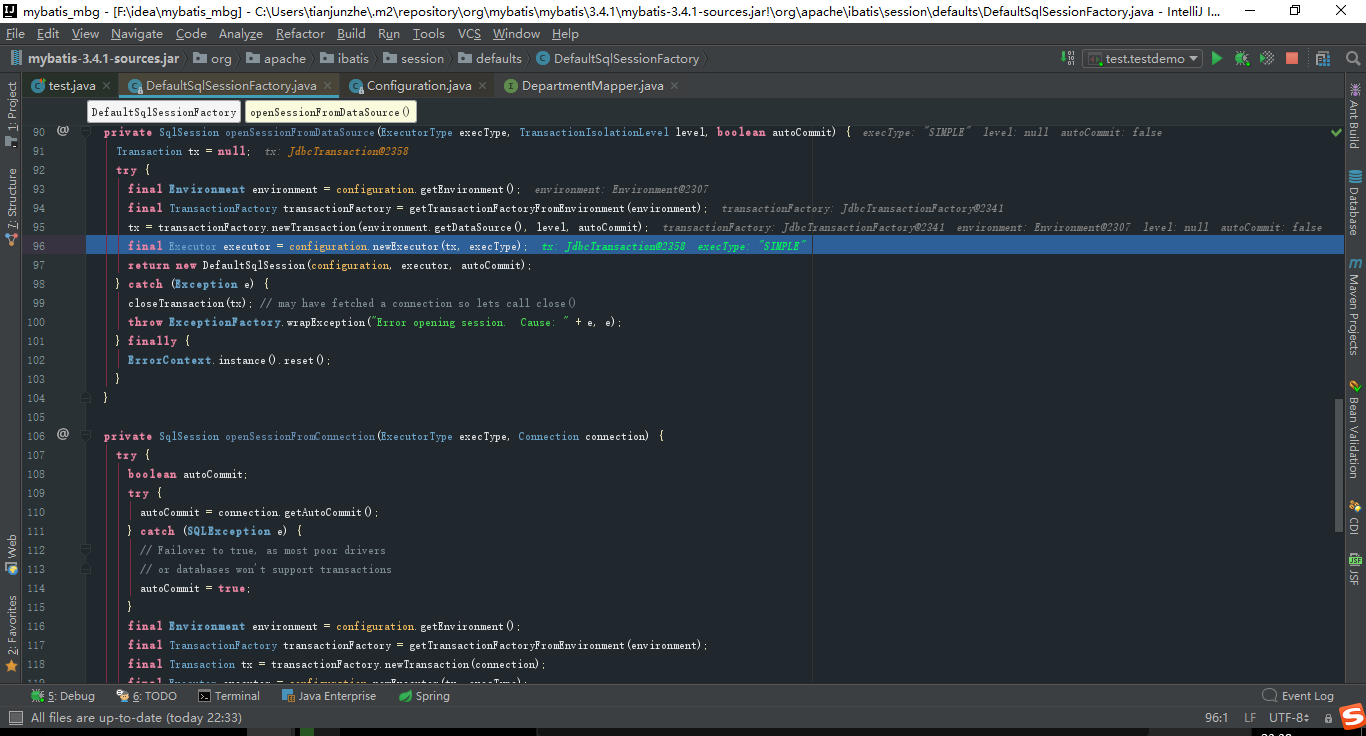 mybatis_mbg - [F:\idea\mybatis_mbg] - C:\Users\tianjunzhe\.m2\repository\org\mybatis\mybatis\3.4.1\mybatis-3.4.1-sources.jar!\org\apache\ibatis\session\defaults\DefaultSqlSessionFactory.java - IntelliJ I...
File Edit View Navigate Code Analyze Refactor Build Run Tools VCS Window Help
mybatis-3.4.1-sources.jar org apache ibatis session defaults DefaultSqlSessionFactory test.testdemo
test.java DefaultSqlSessionFactory.java Configuration.java DepartmentMapper.java
DefaultSqlSessionFactory openSessionFromDataSource()
90 @ private SqlSession openSessionFromDataSource(ExecutorType execType, TransactionIsolationLevel level, boolean autoCommit) { execType: "SIMPLE" level: null autoCommit: false
91 Transaction tx = null; tx: JdbcTransaction@2358
92 try {
93 final Environment environment = configuration.getEnvironment(); environment: Environment@2307
94 final TransactionFactory transactionFactory = getTransactionFactoryFromEnvironment(environment); transactionFactory: JdbcTransactionFactory@2341
95 tx = transactionFactory.newTransaction(environment.getDataSource(), level, autoCommit); transactionFactory: JdbcTransactionFactory@2341 environment: Environment@2307 level: null autoCommit: false
96 final Executor executor = configuration.newExecutor(tx, execType); tx: JdbcTransaction@2358 execType: "SIMPLE"
97 return new DefaultSqlSession(configuration, executor, autoCommit);
98 } catch (Exception e) {
99 closeTransaction(tx); // may have fetched a connection so lets call close()
100 throw ExceptionFactory.wrapException("Error opening session.  Cause: " + e, e);
101 } finally {
102 ErrorContext.instance().reset();
103 }
104 }
105
106 @ private SqlSession openSessionFromConnection(ExecutorType execType, Connection connection) {
107 try {
108 boolean autoCommit;
109 try {
110 autoCommit = connection.getAutoCommit();
111 } catch (SQLException e) {
112 // Failover to true, as most poor drivers
113 // or databases won't support transactions
114 autoCommit = true;
115 }
116 final Environment environment = configuration.getEnvironment();
117 final TransactionFactory transactionFactory = getTransactionFactoryFromEnvironment(environment);
118 final Transaction tx = transactionFactory.newTransaction(connection);
119 final Executor executor = configuration.newExecutor(tx, execType);
1: Project
7: Structure
Web
2: Favorites
Ant Build
Database
Maven Projects
Bean Validation
CDI
JSF
5: Debug 6: TODO Terminal Java Enterprise Spring Event Log
All files are up-to-date (today 22:33) 96:1 LF UTF-8